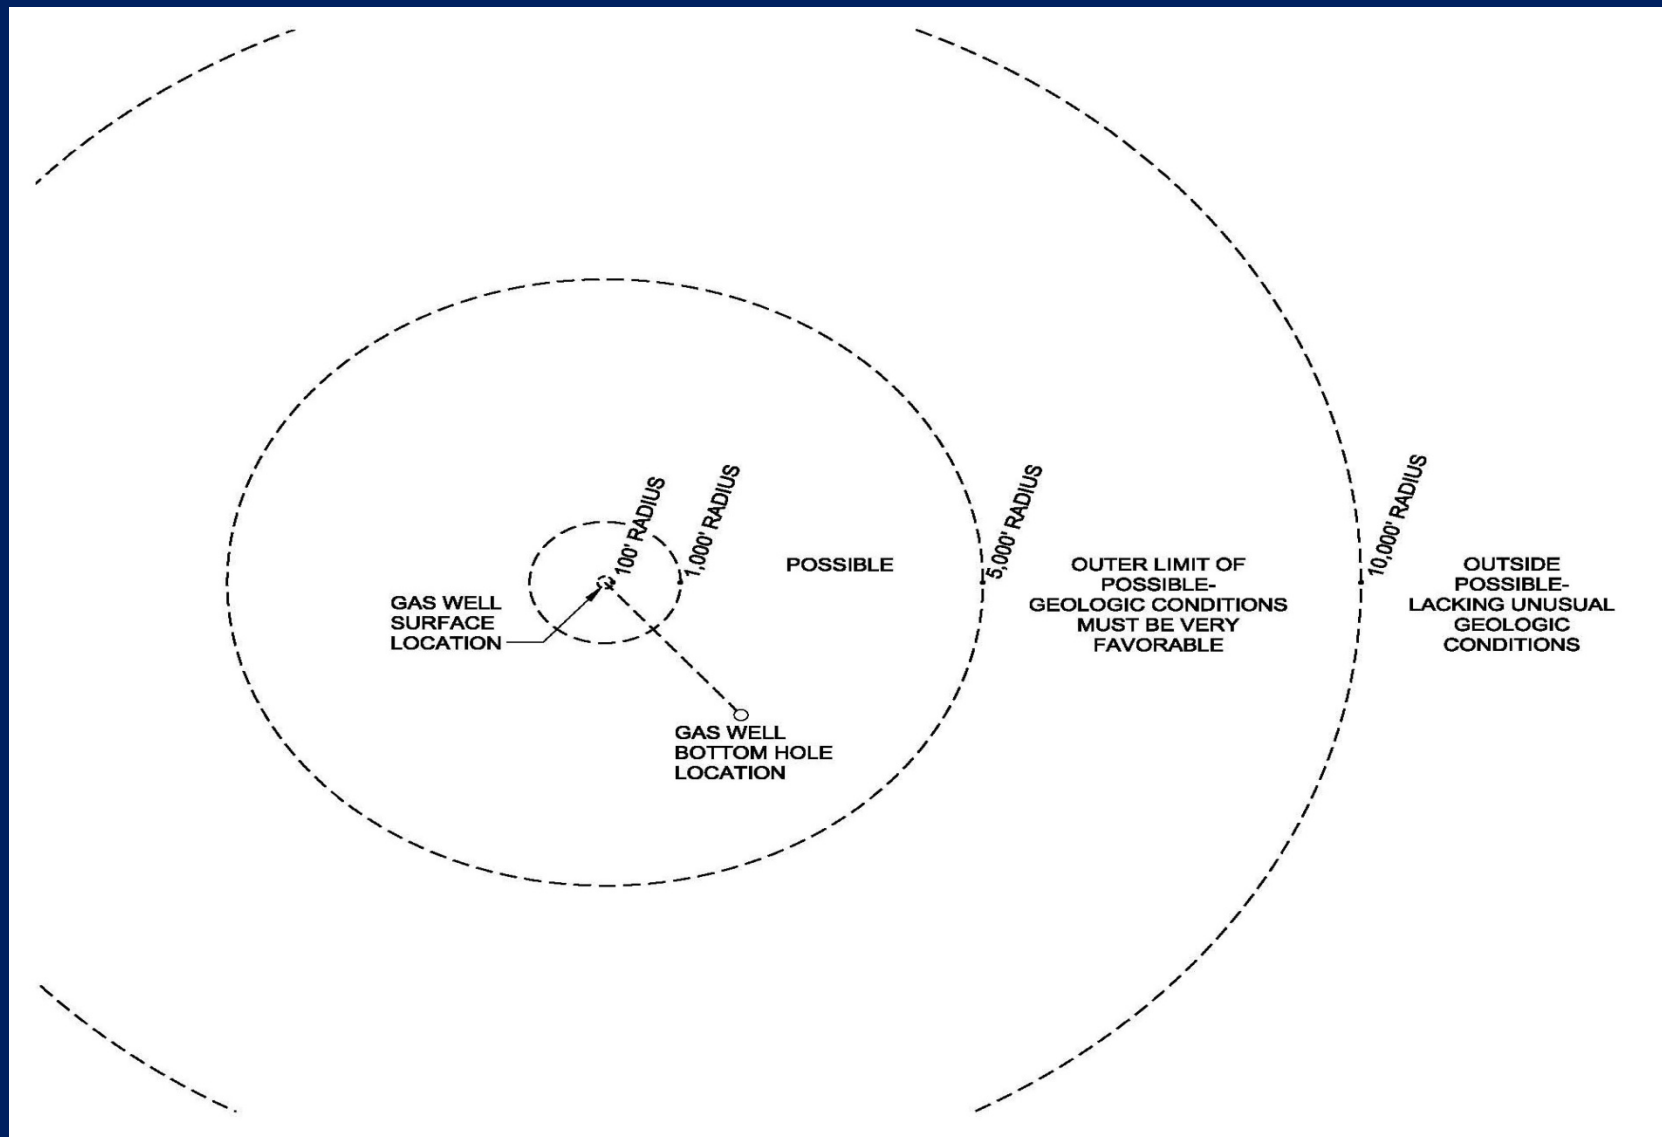 100' RADIUS
1,000' RADIUS
5,000' RADIUS
10,000' RADIUS
GAS WELL
SURFACE
LOCATION
POSSIBLE
OUTER LIMIT OF
POSSIBLE-
GEOLOGIC CONDITIONS
MUST BE VERY
FAVORABLE
OUTSIDE
POSSIBLE-
LACKING UNUSUAL
GEOLOGIC
CONDITIONS
GAS WELL
BOTTOM HOLE
LOCATION